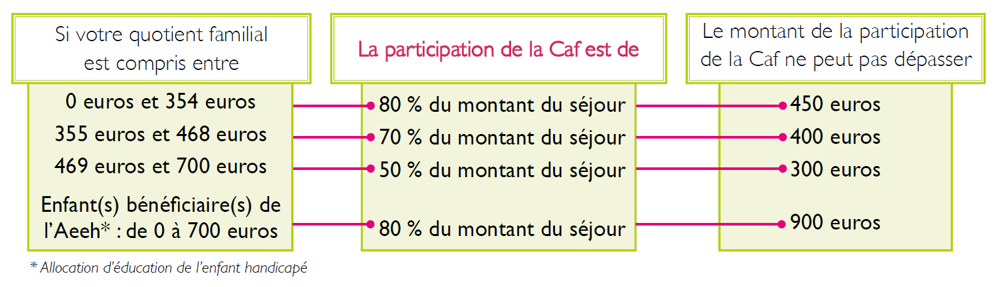 Si votre quotient familial
est compris entre
La participation de la Caf est de
Le montant de la participation
de la Caf ne peut pas dépasser
0 euros et 354 euros
80 % du montant du séjour
450 euros
355 euros et 468 euros
70 % du montant du séjour
400 euros
469 euros et 700 euros
50 % du montant du séjour
300 euros
Enfant(s) bénéficiaire(s) de
l'Aeeh* : de 0 à 700 euros
80 % du montant du séjour
900 euros
* Allocation d'éducation de l'enfant handicapé